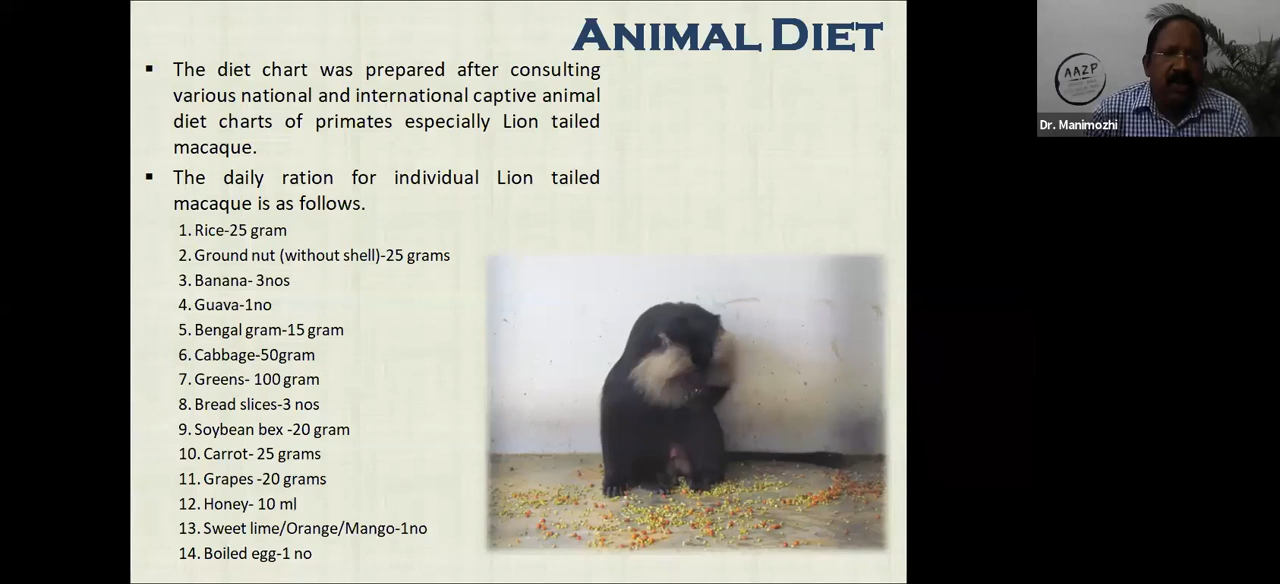 ANIMAL DIET
▪ The diet chart was prepared after consulting
various national and international captive animal
diet charts of primates especially Lion tailed
macaque.
▪ The daily ration for individual Lion tailed
macaque is as follows.
1. Rice-25 gram
2. Ground nut (without shell)-25 grams
3. Banana- 3nos
4. Guava-1no
5. Bengal gram-15 gram
6. Cabbage-50gram
7. Greens- 100 gram
8. Bread slices-3 nos
9. Soybean bex -20 gram
10. Carrot- 25 grams
11. Grapes -20 grams
12. Honey- 10 ml
13. Sweet lime/Orange/Mango-1no
14. Boiled egg-1 no
AAZP
Dr. Manimozhi